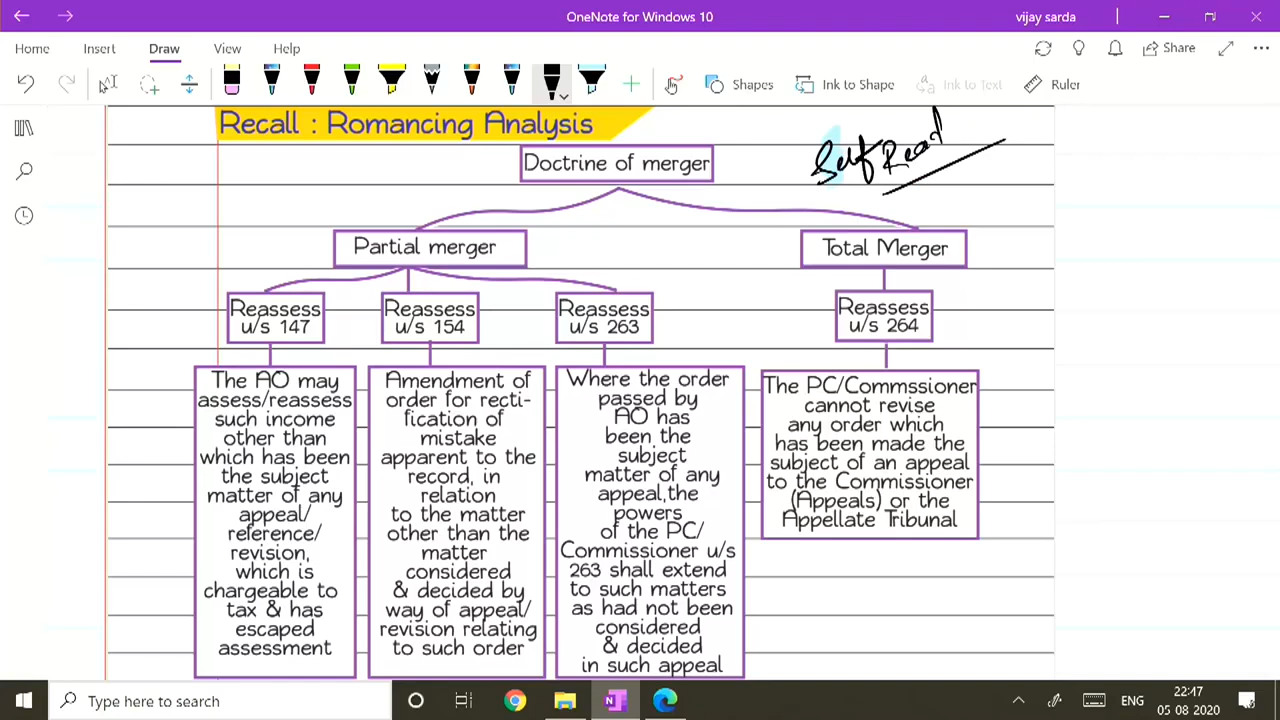 OneNote for Windows 10
vijay sarda
Home
Insert
Draw
View
Help
Share
Shapes
Ink to Shape
Ink to Text
Ruler
Recall : Romancing Analysis
Self Read
Doctrine of merger
Partial merger
Total Merger
Reassess
u/s 147
Reassess
u/s 154
Reassess
u/s 263
Reassess
u/s 264
The AO may
assess/reassess
such income
other than
which has been
the subject
matter of any
appeal/
reference/
revision,
which is
chargeable to
tax & has
escaped
assessment
Amendment of
order for recti-
fication of
mistake
apparent to the
record, in
relation
to the matter
other than the
matter
considered
& decided by
way of appeal/
revision relating
to such order
Where the order
passed by
AO has
been the
subject
matter of any
appeal,the
powers
of the PC/
Commissioner u/s
263 shall extend
to such matters
as had not been
considered
& decided
in such appeal
The PC/Commssioner
cannot revise
any order which
has been made the
subject of an appeal
to the Commissioner
(Appeals) or the
Appellate Tribunal
Type here to search
ENG
22:47
05-08-2020